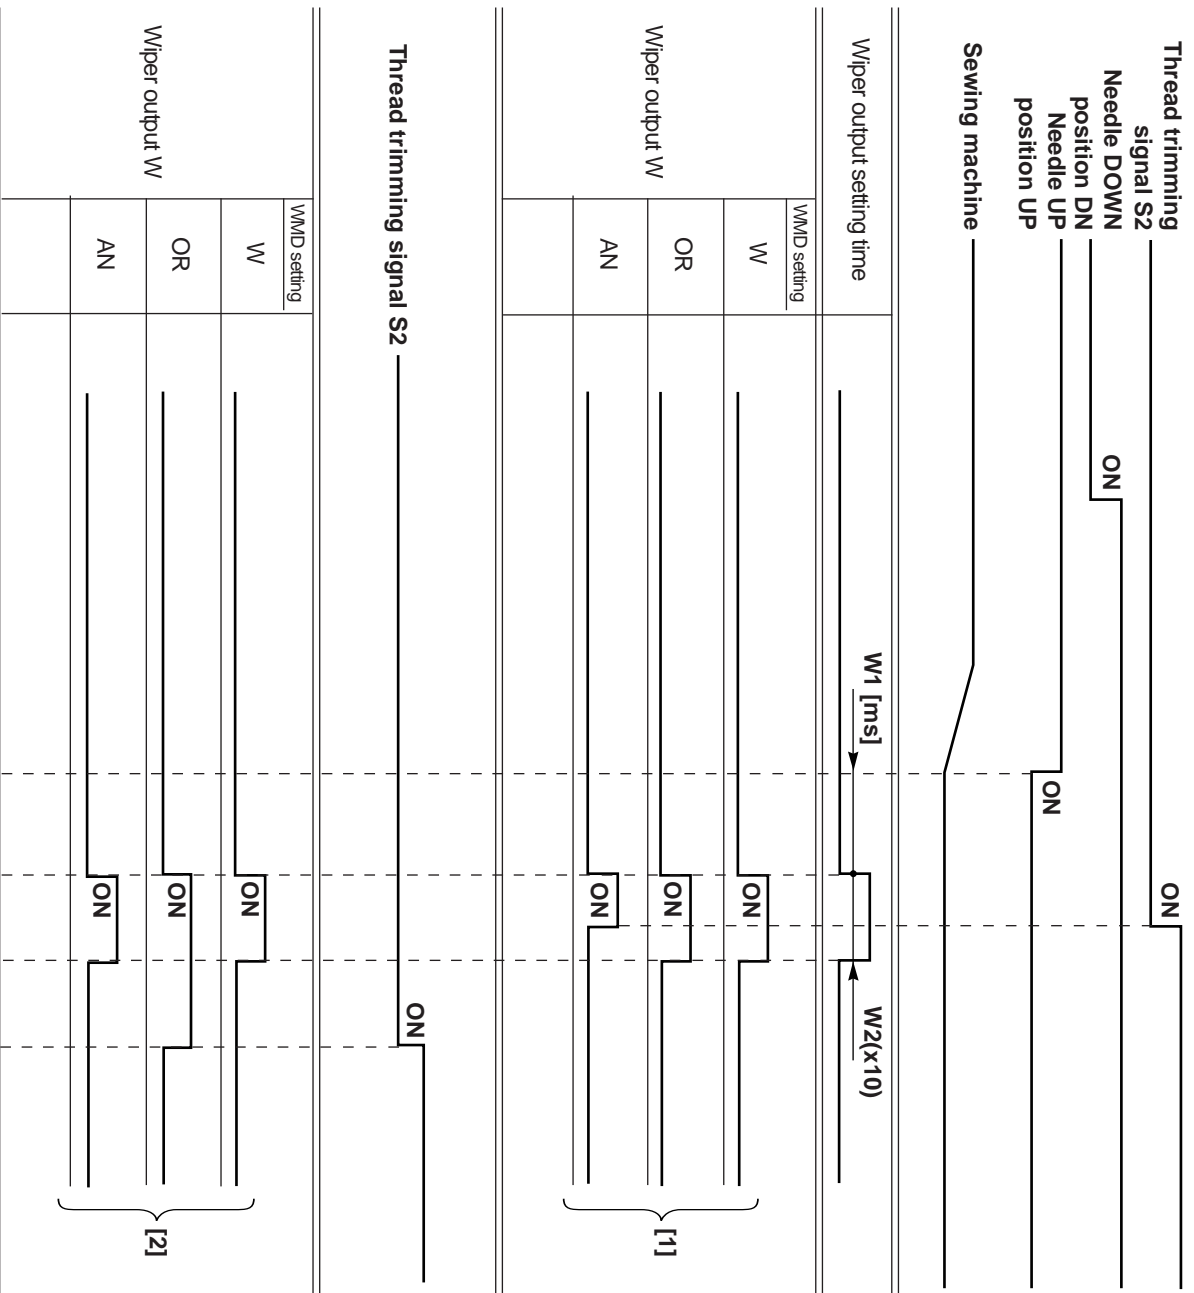 Thread trimming
signal S2
ON
Needle DOWN
position DN
ON
Needle UP
position UP
ON
Sewing machine
Wiper output setting time
W1 [ms]
W2(x10)
Wiper output W
WMD setting
W
ON
OR
ON
AN
ON
[1]
Thread trimming signal S2
ON
Wiper output W
WMD setting
W
ON
OR
ON
AN
ON
[2]